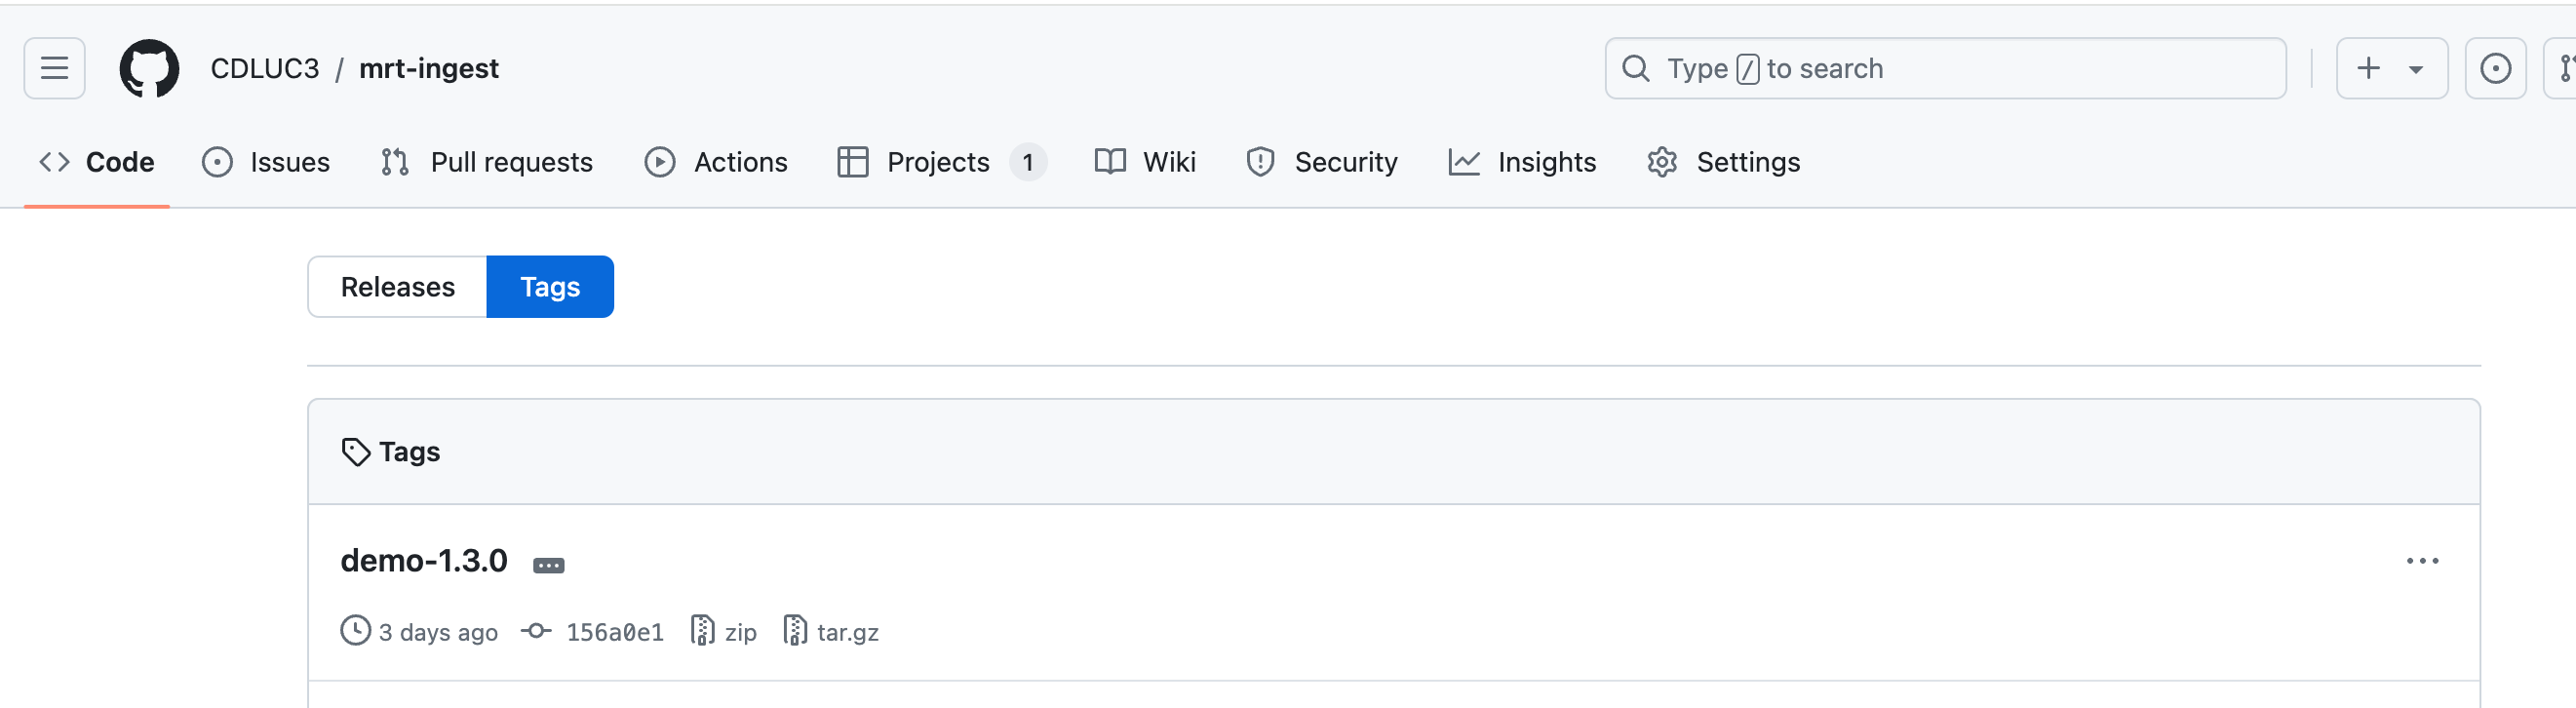 CDLUC3 / mrt-ingest
Type / to search
Code
Issues
Pull requests
Actions
Projects 1
Wiki
Security
Insights
Settings
Releases
Tags
Tags
demo-1.3.0
3 days ago
156a0e1
zip
tar.gz